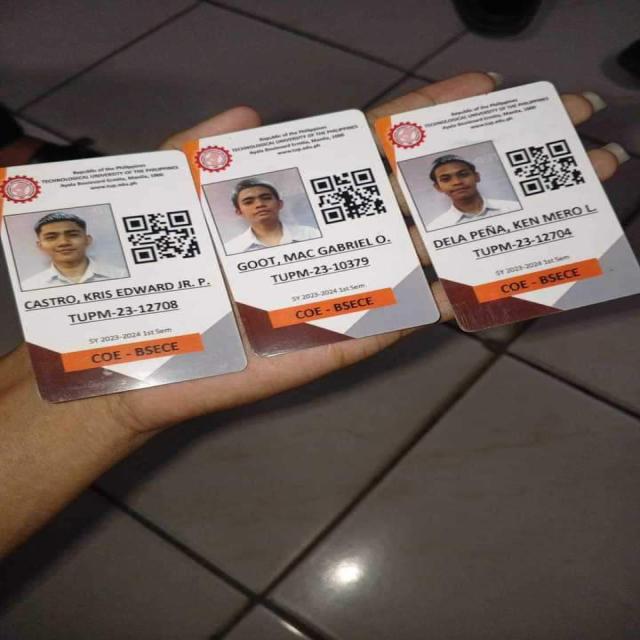 Republic of the Philippines
TECHNOLOGICAL UNIVERSITY OF THE PHILIPPINES
Ayala Boulevard Ermita, Manila, 1000
www.tup.edu.ph
CASTRO, KRIS EDWARD JR. P.
TUPM-23-12708
SY 2023-2024 1st Sem
COE - BSECE
Republic of the Philippines
TECHNOLOGICAL UNIVERSITY OF THE PHILIPPINES
Ayala Boulevard Ermita, Manila, 1000
www.tup.edu.ph
GOOT, MAC GABRIEL O.
TUPM-23-10379
SY 2023-2024 1st Sem
COE - BSECE
Republic of the Philippines
TECHNOLOGICAL UNIVERSITY OF THE PHILIPPINES
Ayala Boulevard Ermita, Manila, 1000
www.tup.edu.ph
DELA PEÑA, KEN MERO L.
TUPM-23-12704
SY 2023-2024 1st Sem
COE - BSECE